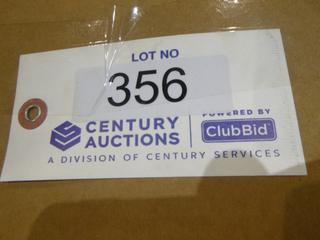 LOT NO
356
CENTURY AUCTIONS
POWERED BY
ClubBid
A DIVISION OF CENTURY SERVICES